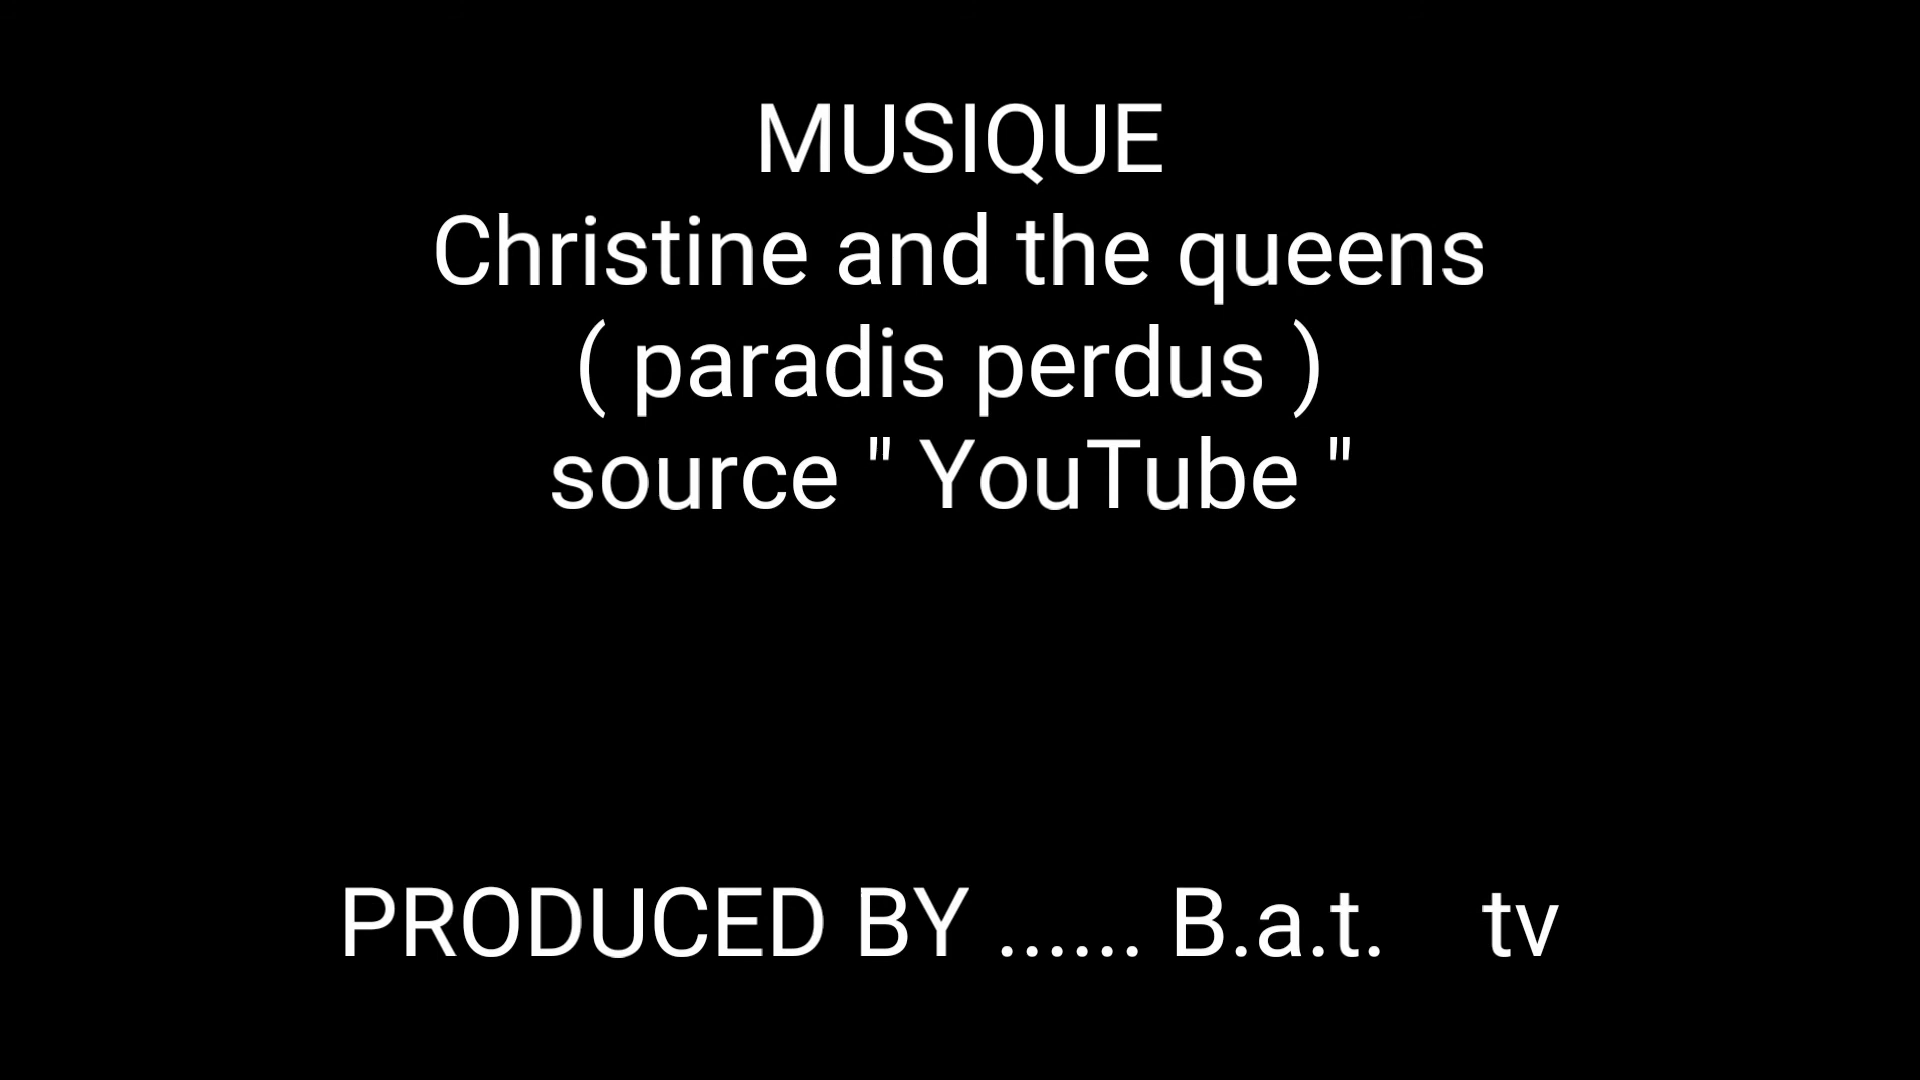 MUSIQUE
Christine and the queens
( paradis perdus )
source " YouTube "
PRODUCED BY ...... B.a.t. tv